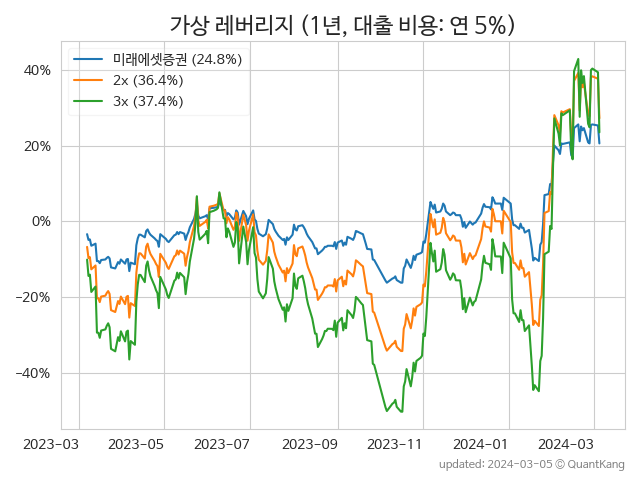 가상 레버리지 (1년, 대출 비용: 연 5%)
미래에셋증권 (24.8%)
2x (36.4%)
3x (37.4%)
40%
20%
0%
−20%
−40%
2023−03 2023−05 2023−07 2023−09 2023−11 2024−01 2024−03
updated: 2024-03-05 © QuantKang